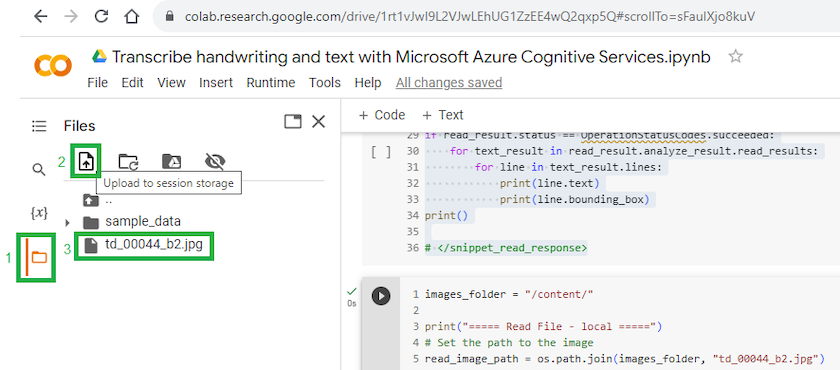 colab.research.google.com/drive/1rt1vJwI9L2VJwLEhUG1ZzEE4wQ2qxp5Q#scrollTo=sFaulXjo8kuV
Transcribe handwriting and text with Microsoft Azure Cognitive Services.ipynb
File Edit View Insert Runtime Tools Help All changes saved
Files
+ Code + Text
2
Upload to session storage
..
{x}
sample_data
1
3
td_00044_b2.jpg
29 if read_result.status == OperationStatusCodes.succeeded:
[ ] 30 for text_result in read_result.analyze_result.read_results:
31 for line in text_result.lines:
32 print(line.text)
33 print(line.bounding_box)
34 print()
35
36 # </snippet_read_response>
0s
1 images_folder = "/content/"
2
3 print("===== Read File - local =====")
4 # Set the path to the image
5 read_image_path = os.path.join(images_folder, "td_00044_b2.jpg")